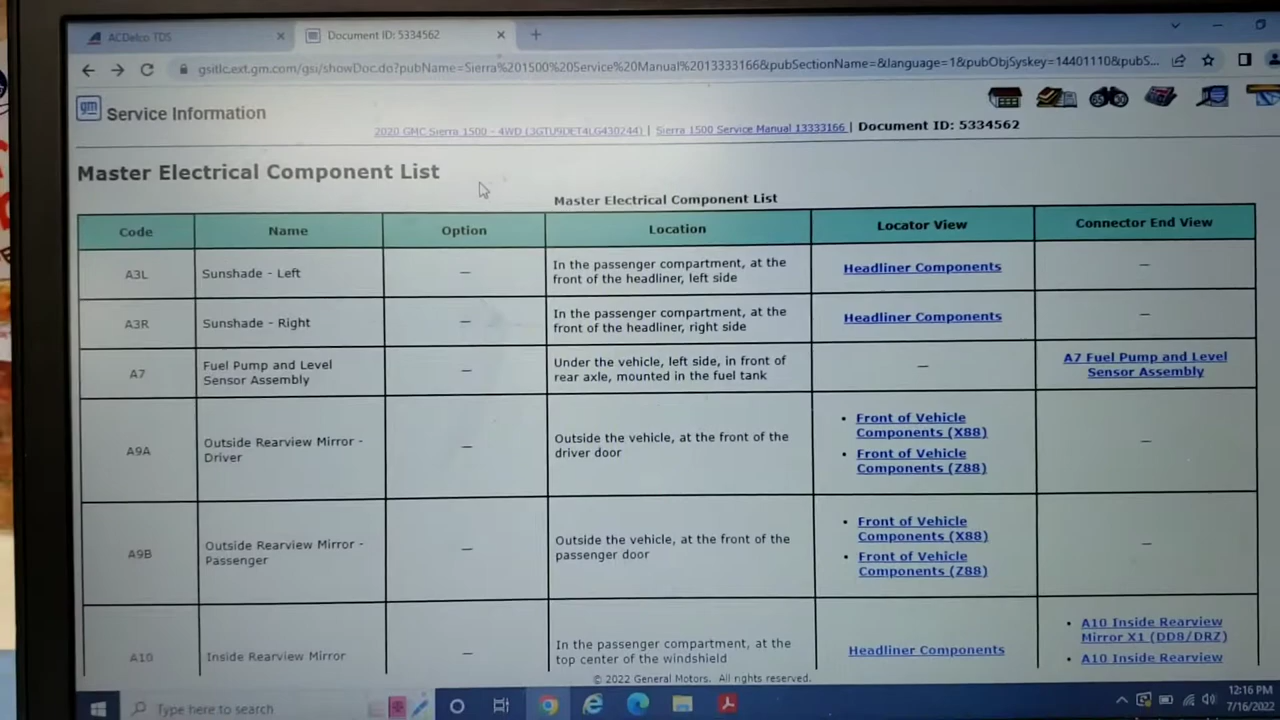 ACDelco TDS
Document ID: 5334562
gsitlc.ext.gm.com/gsi/showDoc.do?pubName=Sierra%201500%20Service%20Manual%2013333166&pubSectionName=&language=1&pubObjSyskey=14401110&pubS...
gm
Service Information
2020 GMC Sierra 1500 - 4WD (3GTU9DET4LG430244) | Sierra 1500 Service Manual 13333166 | Document ID: 5334562
Master Electrical Component List
Master Electrical Component List
Code Name Option Location Locator View Connector End View
A3L Sunshade - Left — In the passenger compartment, at the
front of the headliner, left side Headliner Components —
A3R Sunshade - Right — In the passenger compartment, at the
front of the headliner, right side Headliner Components —
A7 Fuel Pump and Level
Sensor Assembly — Under the vehicle, left side, in front of
rear axle, mounted in the fuel tank — A7 Fuel Pump and Level
Sensor Assembly
A9A Outside Rearview Mirror -
Driver — Outside the vehicle, at the front of the
driver door • Front of Vehicle
Components (X88)
• Front of Vehicle
Components (Z88) —
A9B Outside Rearview Mirror -
Passenger — Outside the vehicle, at the front of the
passenger door • Front of Vehicle
Components (X88)
• Front of Vehicle
Components (Z88) —
A10 Inside Rearview Mirror — In the passenger compartment, at the
top center of the windshield Headliner Components • A10 Inside Rearview
Mirror X1 (DD8/DRZ)
• A10 Inside Rearview
© 2022 General Motors. All rights reserved.
Type here to search
12:16 PM
7/16/2022